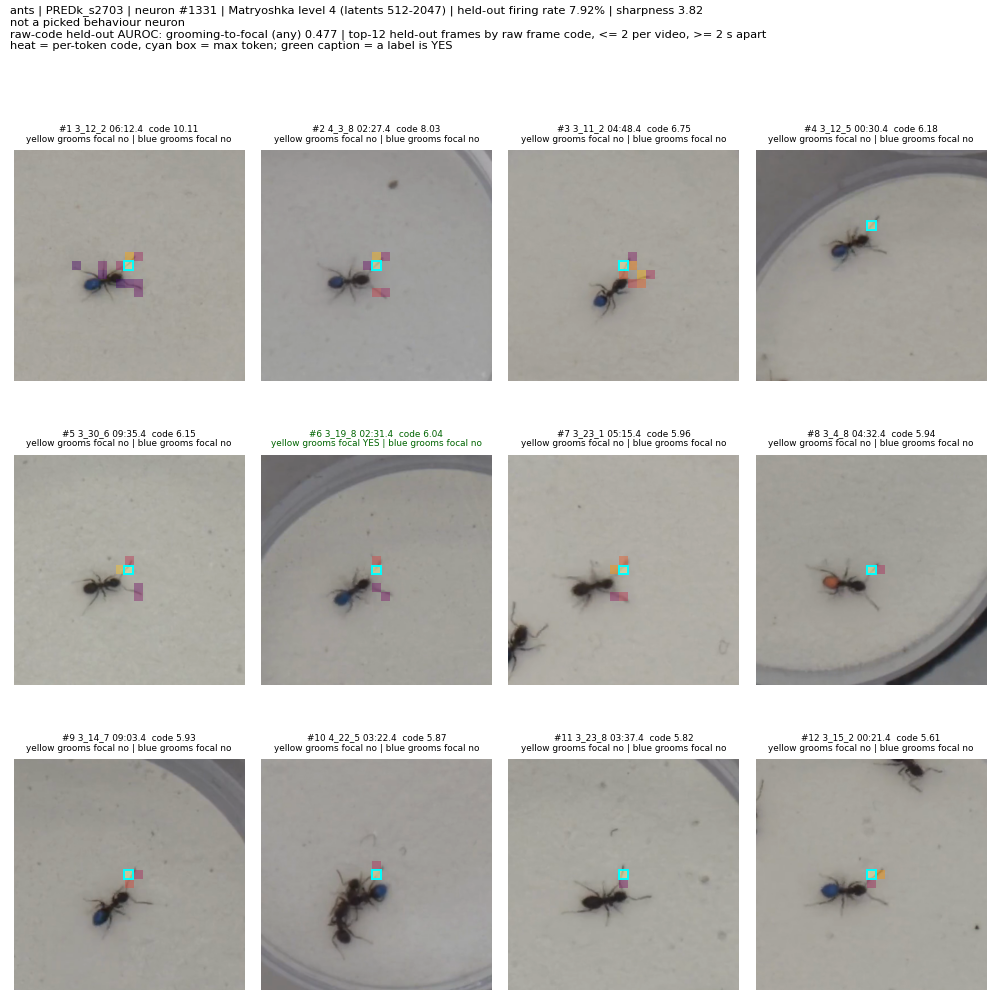 ants | PREDk_s2703 | neuron #1331 | Matryoshka level 4 (latents 512-2047) | held-out firing rate 7.92% | sharpness 3.82
not a picked behaviour neuron
raw-code held-out AUROC: grooming-to-focal (any) 0.477 | top-12 held-out frames by raw frame code, <= 2 per video, >= 2 s apart
heat = per-token code, cyan box = max token; green caption = a label is YES
#1 3_12_2 06:12.4 code 10.11
yellow grooms focal no | blue grooms focal no
#2 4_3_8 02:27.4 code 8.03
yellow grooms focal no | blue grooms focal no
#3 3_11_2 04:48.4 code 6.75
yellow grooms focal no | blue grooms focal no
#4 3_12_5 00:30.4 code 6.18
yellow grooms focal no | blue grooms focal no
#5 3_30_6 09:35.4 code 6.15
yellow grooms focal no | blue grooms focal no
#6 3_19_8 02:31.4 code 6.04
yellow grooms focal YES | blue grooms focal no
#7 3_23_1 05:15.4 code 5.96
yellow grooms focal no | blue grooms focal no
#8 3_4_8 04:32.4 code 5.94
yellow grooms focal no | blue grooms focal no
#9 3_14_7 09:03.4 code 5.93
yellow grooms focal no | blue grooms focal no
#10 4_22_5 03:22.4 code 5.87
yellow grooms focal no | blue grooms focal no
#11 3_23_8 03:37.4 code 5.82
yellow grooms focal no | blue grooms focal no
#12 3_15_2 00:21.4 code 5.61
yellow grooms focal no | blue grooms focal no